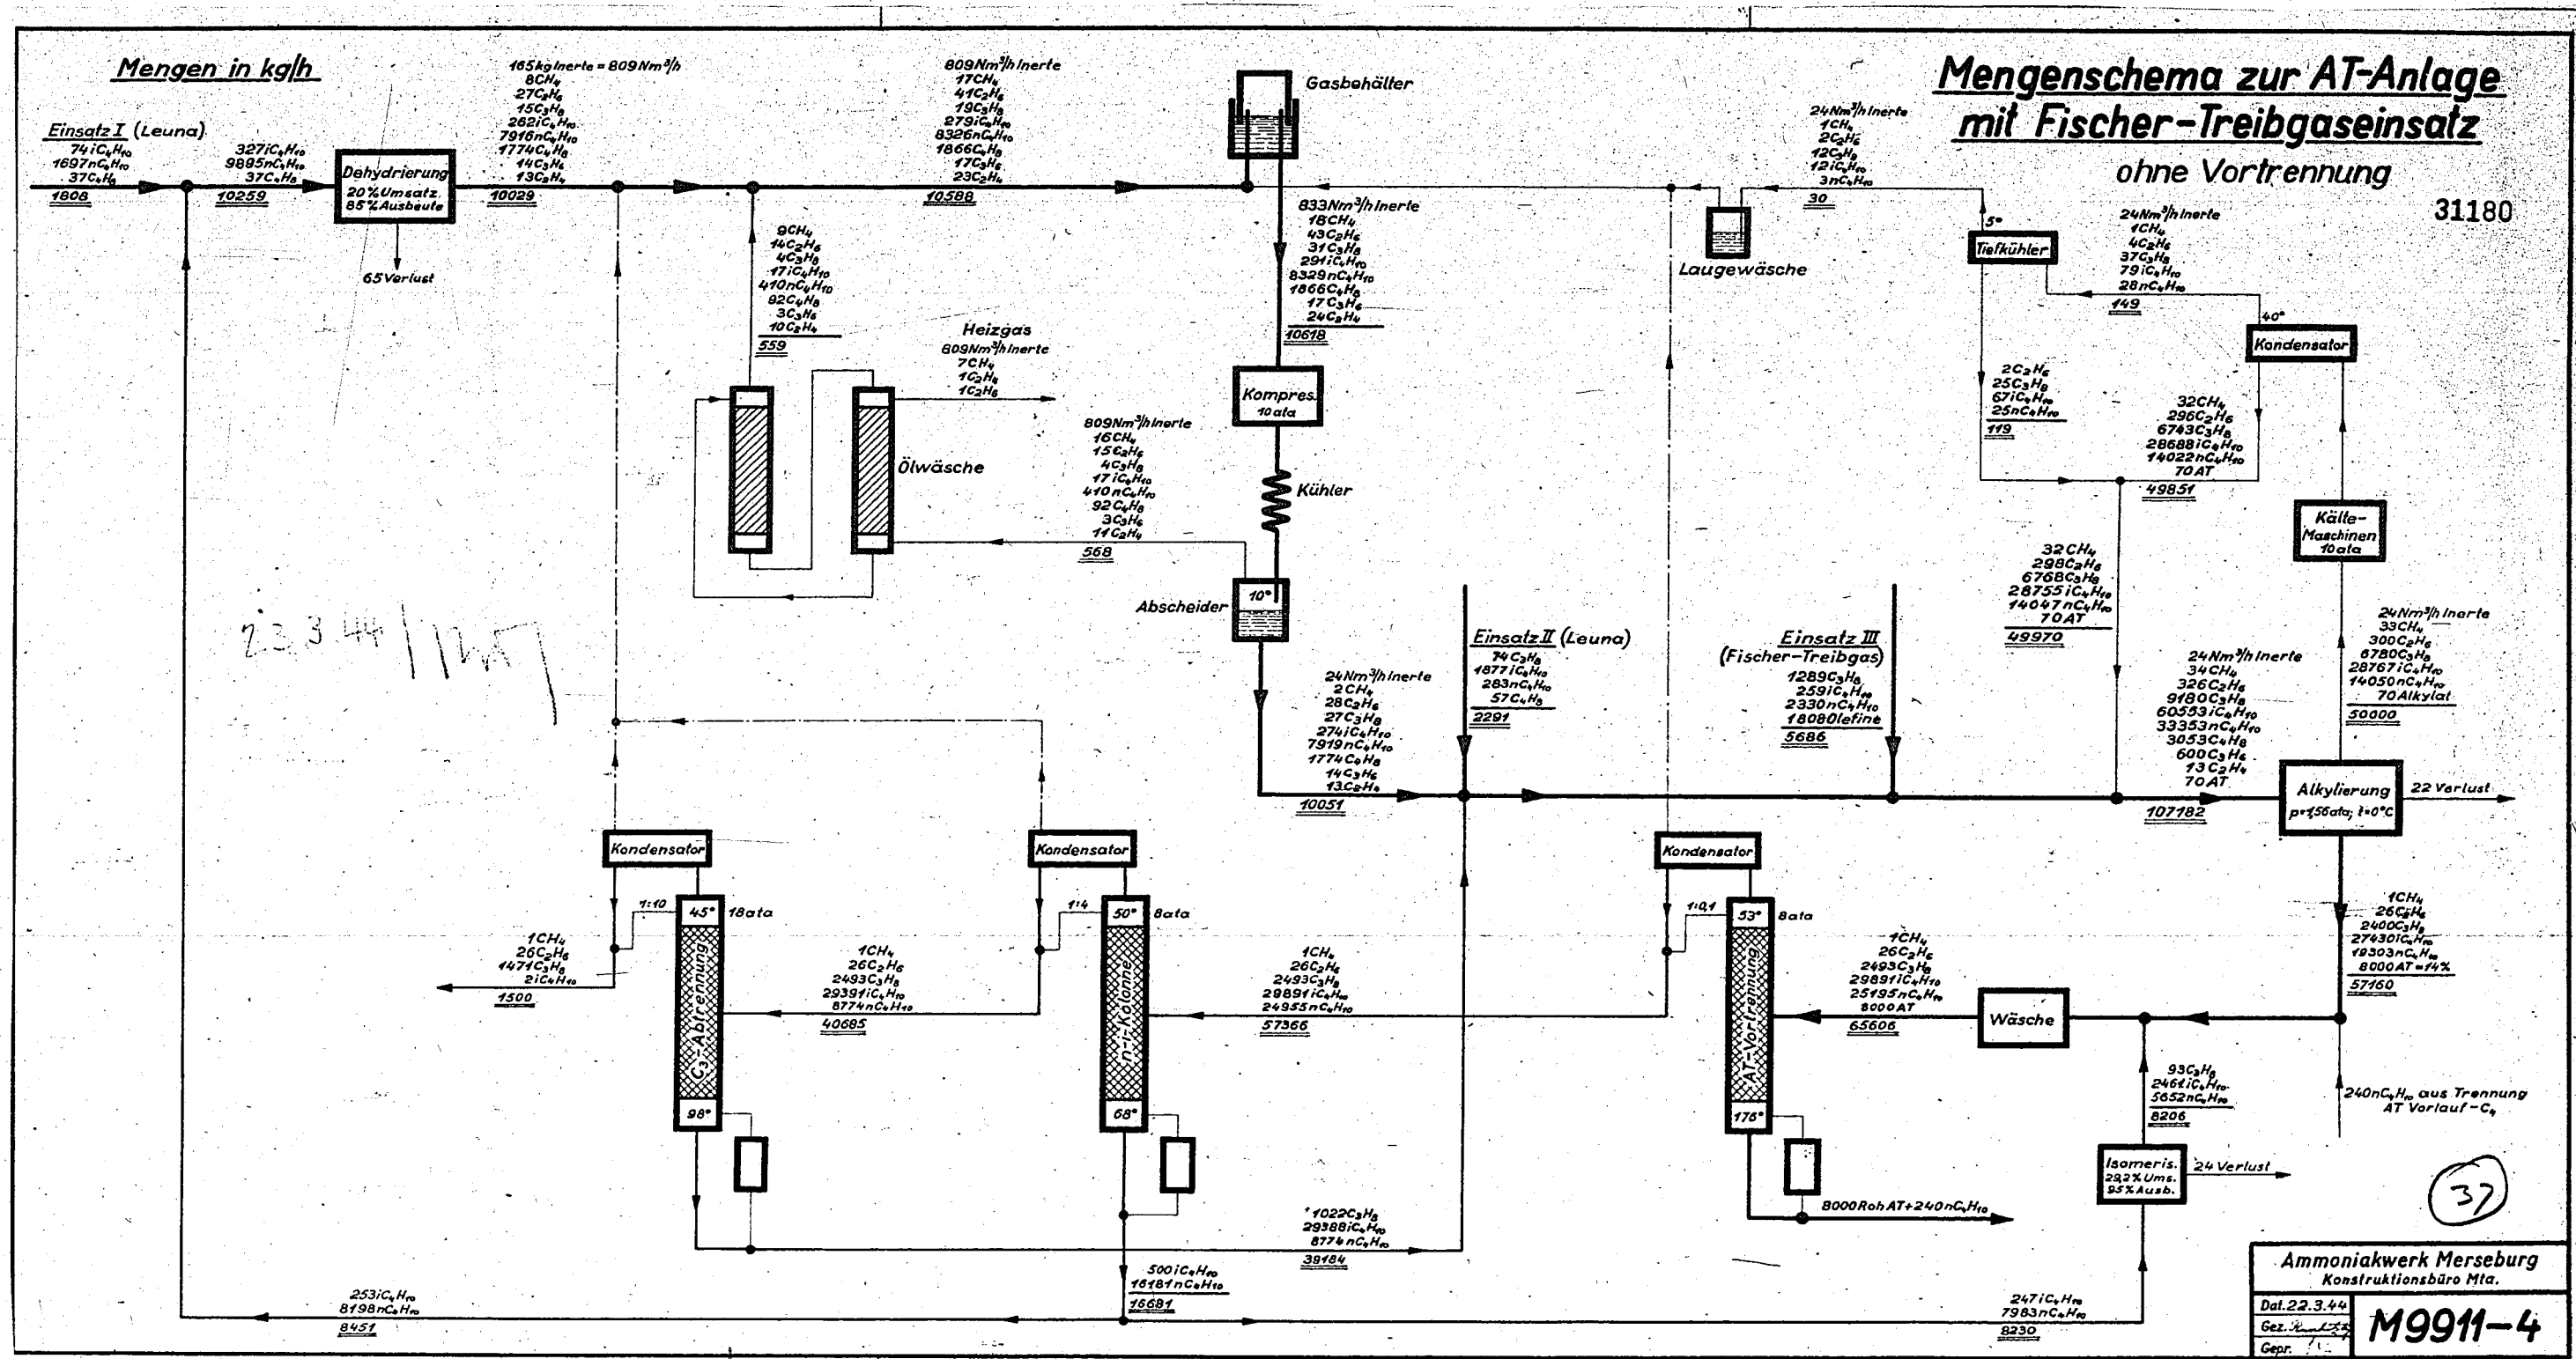 Mengen in kg/h
Mengenschema zur AT-Anlage
mit Fischer-Treibgaseinsatz
ohne Vortrennung
31180
Einsatz I (Leuna)
74 iC₄H₁₀
1697 nC₄H₁₀
37 C₄H₈
1808
327 iC₄H₁₀
9895 nC₄H₁₀
37 C₄H₈
10259
Dehydrierung
20% Umsatz.
85% Ausbeute
65 Verlust
165 kg Inerte = 809 Nm³/h
8 CH₄
27 C₂H₆
15 C₃H₈
262 iC₄H₁₀
7916 nC₄H₁₀
1774 C₄H₈
14 C₃H₆
13 C₂H₄
10029
809 Nm³/h Inerte
17 CH₄
41 C₂H₆
19 C₃H₈
279 iC₄H₁₀
8326 nC₄H₁₀
1866 C₄H₈
17 C₃H₆
23 C₂H₄
10588
Gasbehälter
9 CH₄
14 C₂H₆
4 C₃H₈
17 iC₄H₁₀
410 nC₄H₁₀
92 C₄H₈
3 C₃H₆
10 C₂H₄
559
Heizgas
809 Nm³/h Inerte
7 CH₄
1 C₂H₄
1 C₂H₆
Ölwäsche
809 Nm³/h Inerte
16 CH₄
15 C₂H₆
4 C₃H₈
17 iC₄H₁₀
410 nC₄H₁₀
92 C₄H₈
3 C₃H₆
11 C₂H₄
568
833 Nm³/h Inerte
18 CH₄
43 C₂H₆
31 C₃H₈
291 iC₄H₁₀
8329 nC₄H₁₀
1866 C₄H₈
17 C₃H₆
24 C₂H₄
10618
Kompres.
10 ata
Kühler
Abscheider
10°
24 Nm³/h Inerte
1 CH₄
2 C₂H₆
12 C₃H₈
12 iC₄H₁₀
3 nC₄H₁₀
30
Laugewäsche
5°
Tiefkühler
24 Nm³/h Inerte
1 CH₄
4 C₂H₆
37 C₃H₈
79 iC₄H₁₀
28 nC₄H₁₀
149
40°
Kondensator
2 C₂H₆
25 C₃H₈
67 iC₄H₁₀
25 nC₄H₁₀
119
32 CH₄
296 C₂H₆
6743 C₃H₈
28688 iC₄H₁₀
14022 nC₄H₁₀
70 AT
49851
Kälte-
Maschinen
10 ata
32 CH₄
298 C₂H₆
6768 C₃H₈
28755 iC₄H₁₀
14047 nC₄H₁₀
70 AT
49970
24 Nm³/h Inerte
33 CH₄
300 C₂H₆
6780 C₃H₈
28767 iC₄H₁₀
14050 nC₄H₁₀
70 Alkylat
50000
23.3.44
24 Nm³/h Inerte
2 CH₄
28 C₂H₆
27 C₃H₈
274 iC₄H₁₀
7919 nC₄H₁₀
1774 C₄H₈
14 C₃H₆
13 C₂H₄
10051
Einsatz II (Leuna)
74 C₃H₈
1877 iC₄H₁₀
283 nC₄H₁₀
57 C₄H₈
2291
Einsatz III
(Fischer-Treibgas)
1289 C₃H₈
259 iC₄H₁₀
2330 nC₄H₁₀
1808 Olefine
5686
24 Nm³/h Inerte
34 CH₄
326 C₂H₆
9180 C₃H₈
60553 iC₄H₁₀
33353 nC₄H₁₀
3053 C₄H₈
600 C₃H₆
13 C₂H₄
70 AT
107182
Alkylierung
p=1,56 ata; t=0°C
22 Verlust
Kondensator
1:10
45°
18 ata
C₃-Abtrennung
98°
1 CH₄
26 C₂H₆
1471 C₃H₈
2 iC₄H₁₀
1500
1 CH₄
26 C₂H₆
2493 C₃H₈
29391 iC₄H₁₀
8774 nC₄H₁₀
40685
Kondensator
1:4
50°
8 ata
n-i-Kolonne
68°
1 CH₄
26 C₂H₆
2493 C₃H₈
29891 iC₄H₁₀
24955 nC₄H₁₀
57366
Kondensator
1:0,1
53°
8 ata
AT-Vortrennung
176°
1 CH₄
26 C₂H₆
2493 C₃H₈
29891 iC₄H₁₀
25195 nC₄H₁₀
8000 AT
65606
Wäsche
1 CH₄
26 C₂H₆
2400 C₃H₈
27430 iC₄H₁₀
19303 nC₄H₁₀
8000 AT = 14%
57160
93 C₃H₈
2461 iC₄H₁₀
5652 nC₄H₁₀
8206
240 nC₄H₁₀ aus Trennung
AT Vorlauf - C₄
Isomeris.
29,2% Ums.
95% Ausb.
24 Verlust
8000 Roh AT + 240 nC₄H₁₀
1022 C₃H₈
29388 iC₄H₁₀
8774 nC₄H₁₀
39184
500 iC₄H₁₀
16181 nC₄H₁₀
16681
253 iC₄H₁₀
8198 nC₄H₁₀
8451
247 iC₄H₁₀
7983 nC₄H₁₀
8230
37
Ammoniakwerk Merseburg
Konstruktionsbüro Mta.
Dat. 22.3.44
Gez.
Gepr.
M9911-4